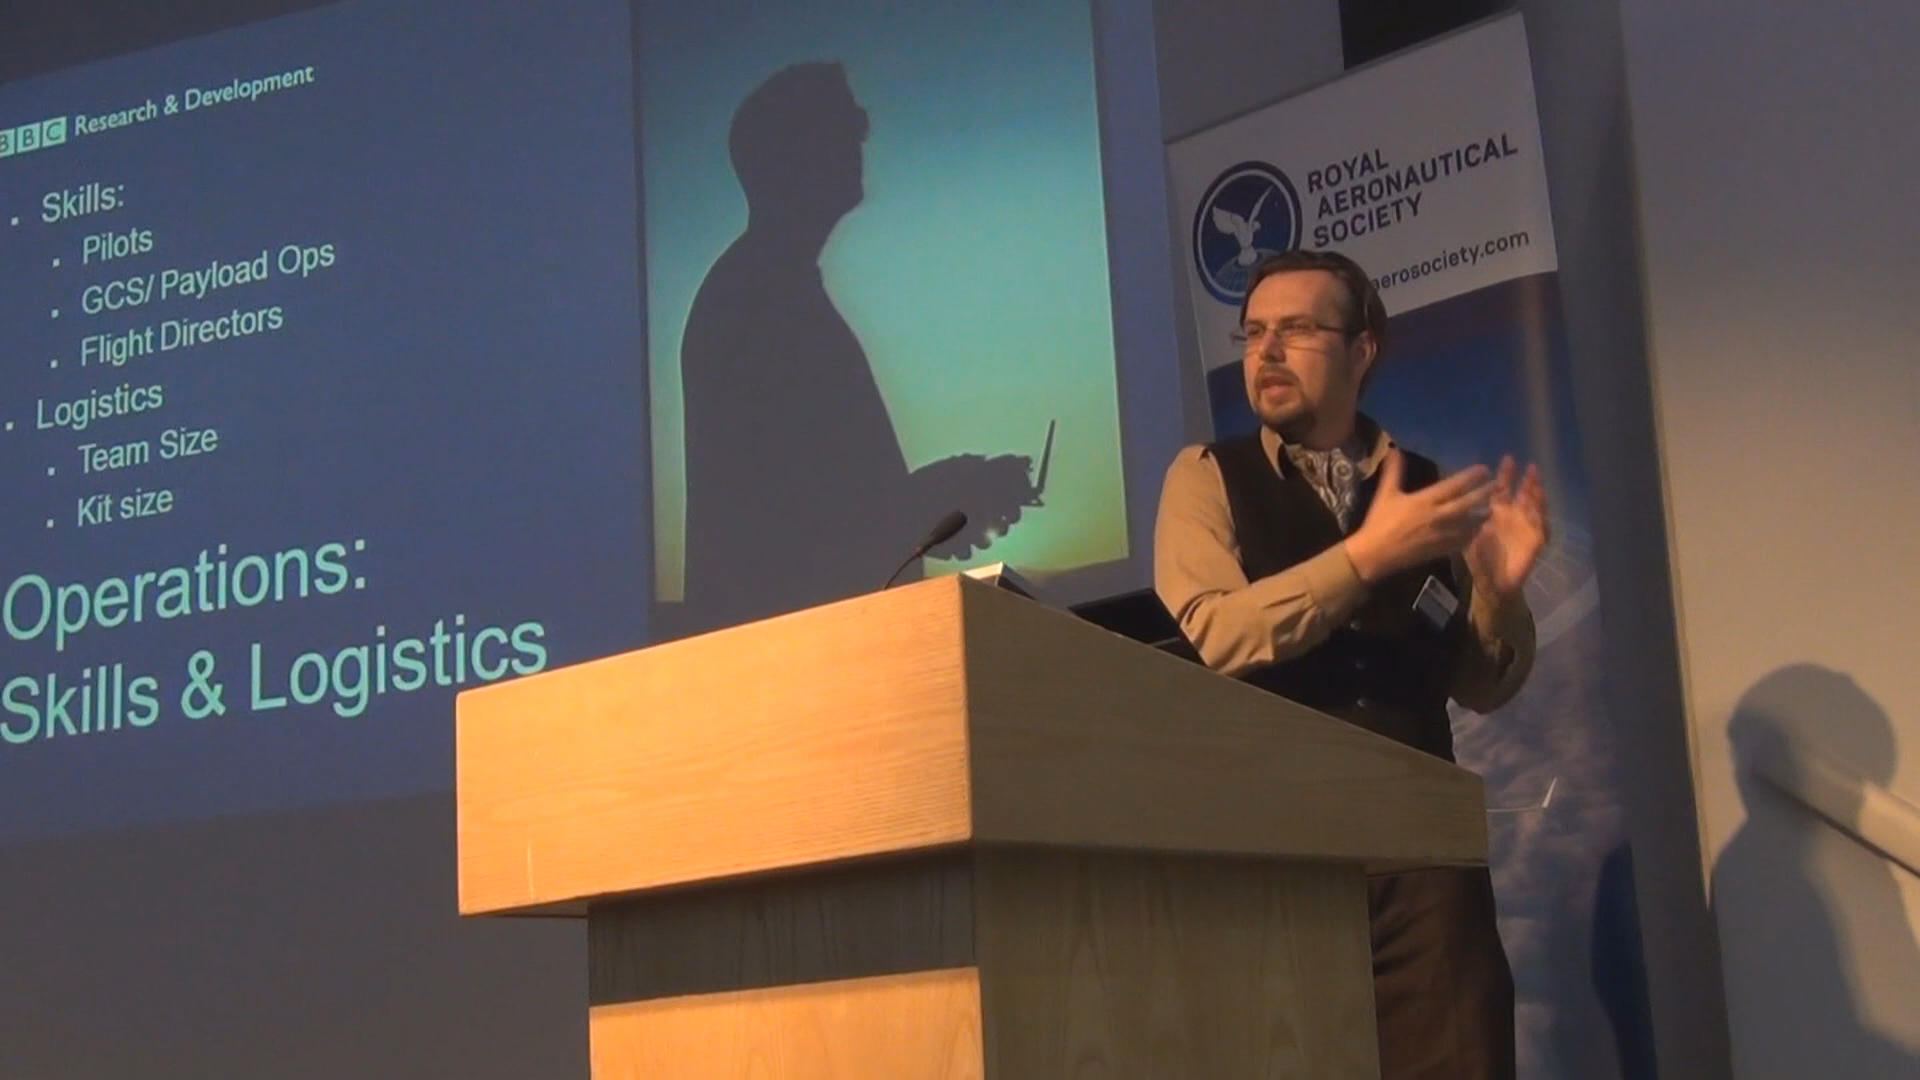 BBC Research & Development
Skills:
Pilots
GCS/ Payload Ops
Flight Directors
Logistics
Team Size
Kit size
Operations:
Skills & Logistics
ROYAL
AERONAUTICAL
SOCIETY
aerosociety.com